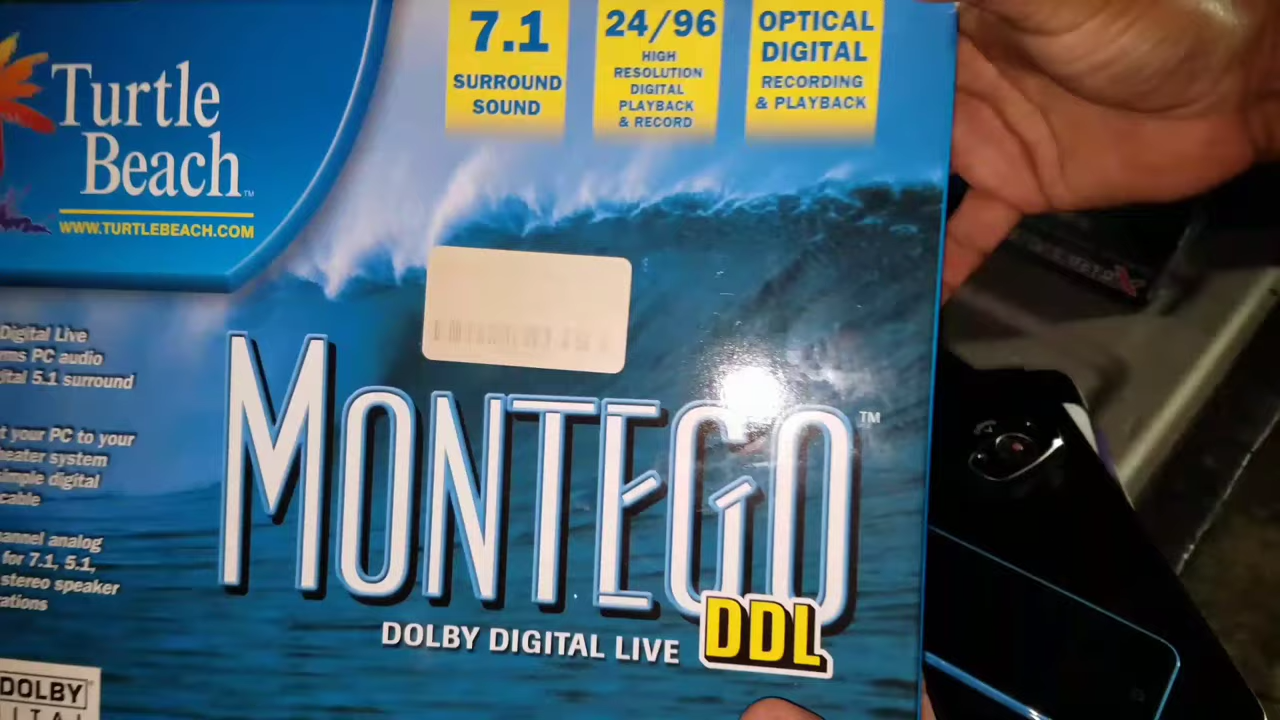 Turtle
Beach™
WWW.TURTLEBEACH.COM
7.1
SURROUND
SOUND
24/96
HIGH
RESOLUTION
DIGITAL
PLAYBACK
& RECORD
OPTICAL
DIGITAL
RECORDING
& PLAYBACK
Digital Live
PC audio
5.1 surround
your PC to your
system
digital
cable
analog
for 7.1, 5.1,
stereo speaker
MONTEGO™
DDL
DOLBY DIGITAL LIVE
DOLBY